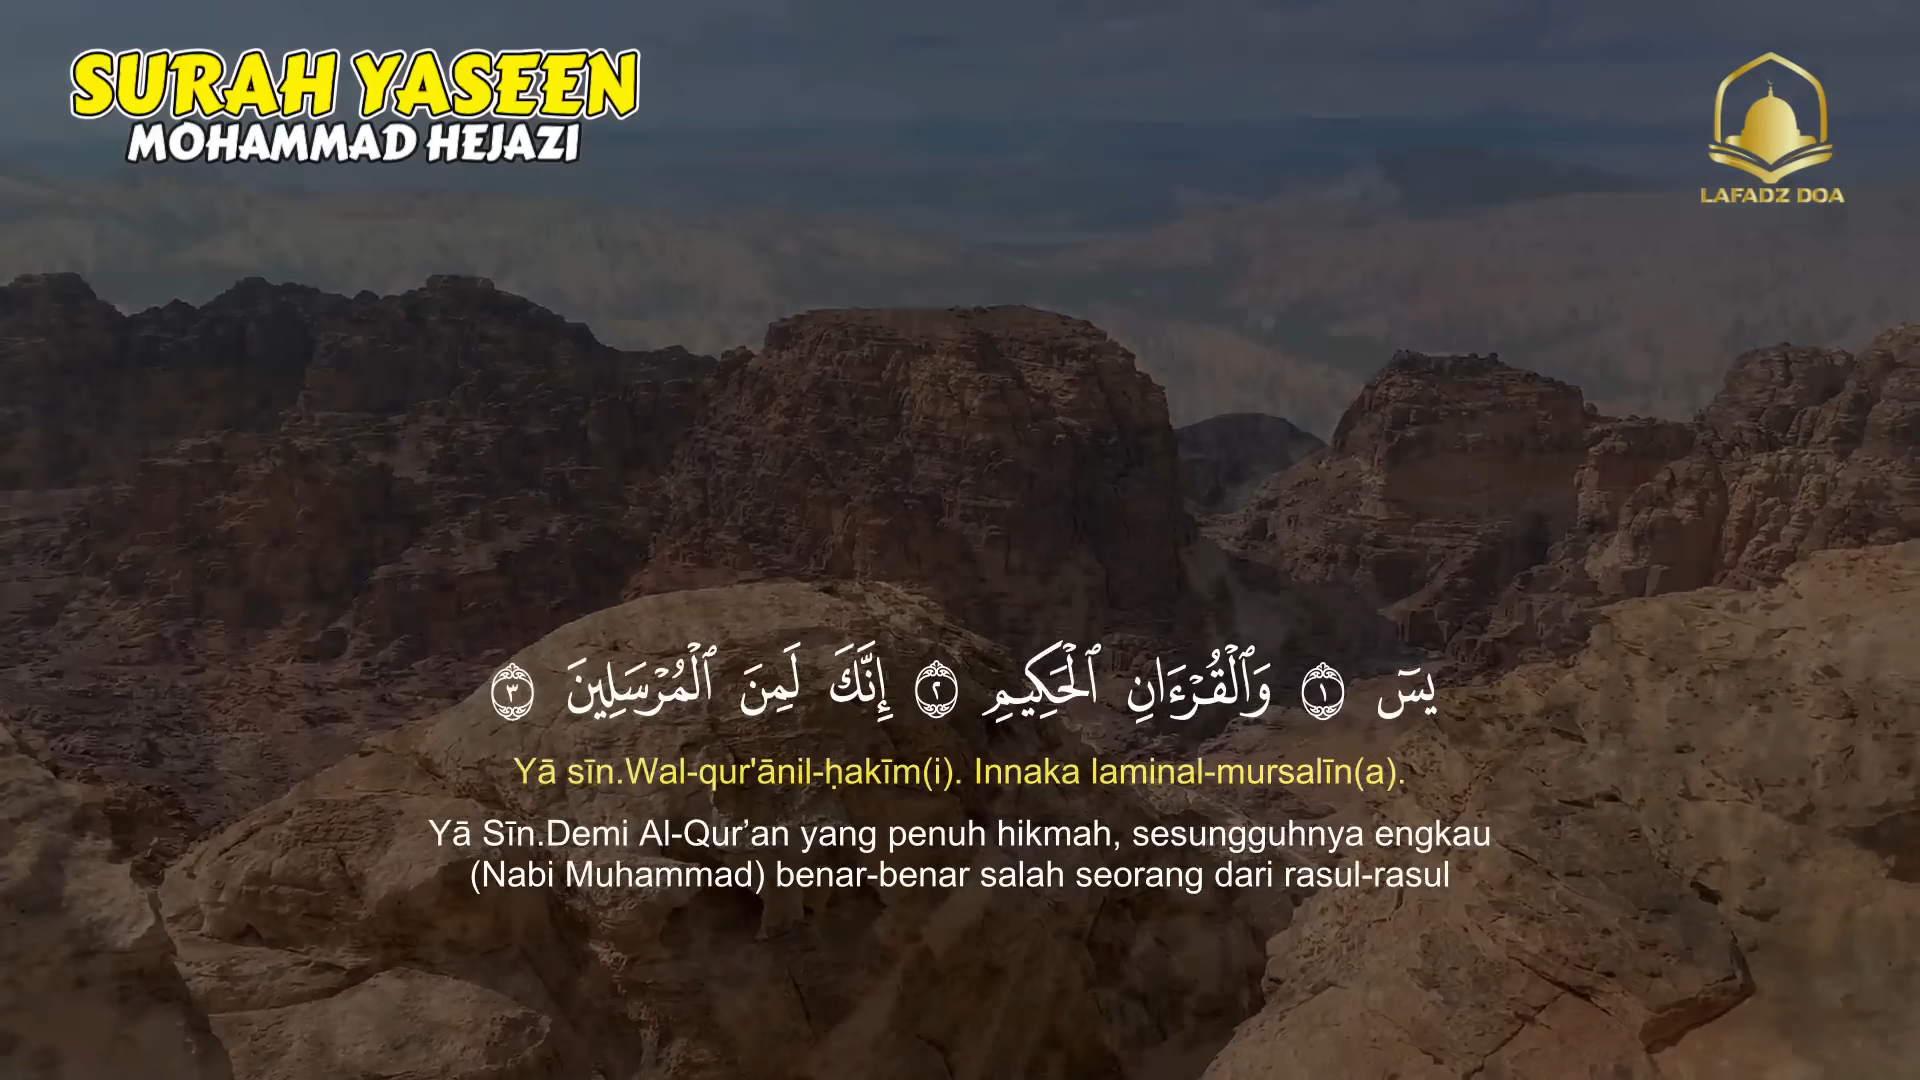 SURAH YASEEN
MOHAMMAD HEJAZI
LAFADZ DOA
يسٓ ١ وَٱلْقُرْءَانِ ٱلْحَكِيمِ ٢ إِنَّكَ لَمِنَ ٱلْمُرْسَلِينَ ٣
Yā sīn.Wal-qur'ānil-ḥakīm(i). Innaka laminal-mursalīn(a).
Yā Sīn.Demi Al-Qur’an yang penuh hikmah, sesungguhnya engkau
(Nabi Muhammad) benar-benar salah seorang dari rasul-rasul